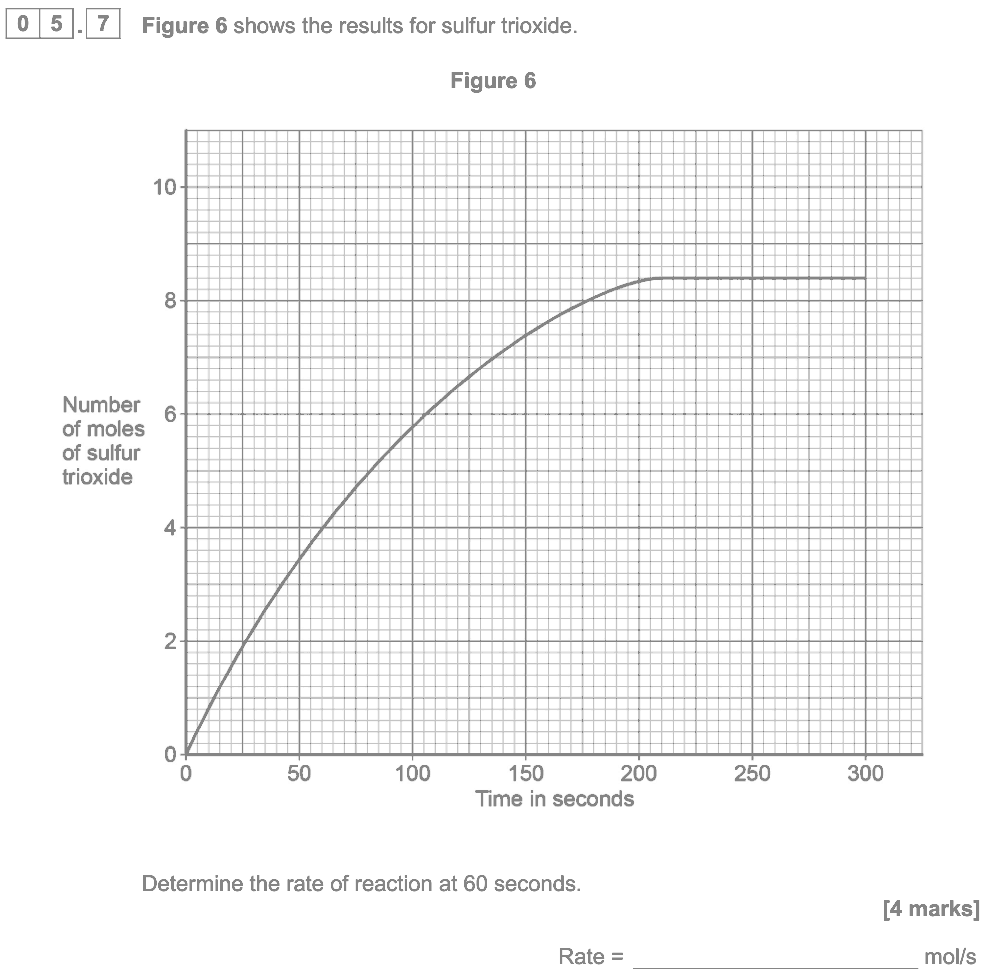 0 5 . 7 Figure 6 shows the results for sulfur trioxide.
Figure 6
10
8
Number
of moles
of sulfur
trioxide
6
4
2
0
0 50 100 150 200 250 300
Time in seconds
Determine the rate of reaction at 60 seconds.
[4 marks]
Rate = ____________________ mol/s